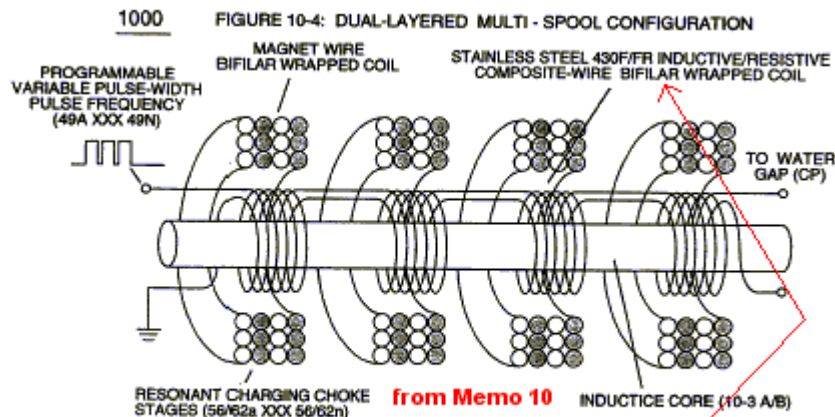 1000 FIGURE 10-4: DUAL-LAYERED MULTI - SPOOL CONFIGURATION
MAGNET WIRE
BIFILAR WRAPPED COIL
STAINLESS STEEL 430F/FR INDUCTIVE/RESISTIVE
COMPOSITE-WIRE BIFILAR WRAPPED COIL
PROGRAMMABLE
VARIABLE PULSE-WIDTH
PULSE FREQUENCY
(49A XXX 49N)
TO WATER
GAP (CP)
RESONANT CHARGING CHOKE
STAGES (56/62a XXX 56/62n)
from Memo 10
INDUCTICE CORE (10-3 A/B)